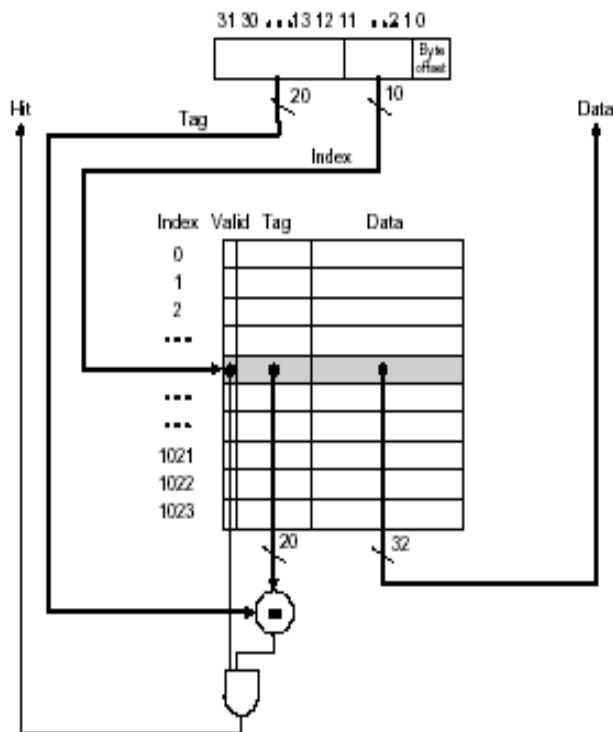 31 30 ... 13 12 11 ... 2 1 0
Byte
offset
20
10
Hit
Tag
Data
Index
Index Valid Tag Data
0
1
2
...
...
...
1021
1022
1023
20
32
=